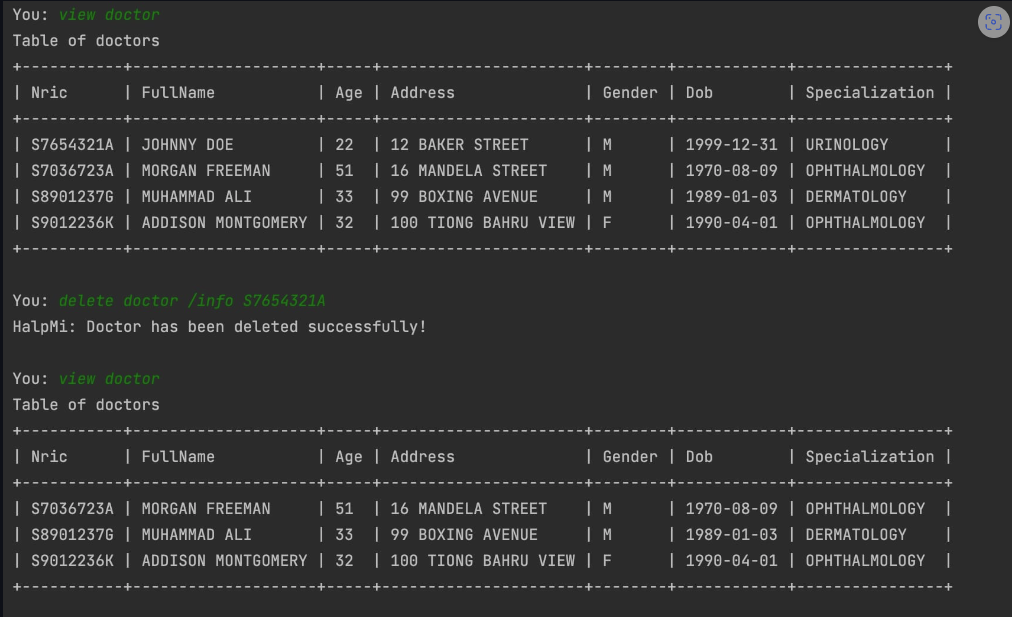 You: view doctor
Table of doctors
+-----------+--------------------+-----+----------------------+--------+------------+----------------+
| Nric      | FullName           | Age | Address              | Gender | Dob        | Specialization |
+-----------+--------------------+-----+----------------------+--------+------------+----------------+
| S7654321A | JOHNNY DOE         | 22  | 12 BAKER STREET      | M      | 1999-12-31 | URINOLOGY      |
| S7036723A | MORGAN FREEMAN     | 51  | 16 MANDELA STREET    | M      | 1970-08-09 | OPHTHALMOLOGY  |
| S8901237G | MUHAMMAD ALI       | 33  | 99 BOXING AVENUE     | M      | 1989-01-03 | DERMATOLOGY    |
| S9012236K | ADDISON MONTGOMERY | 32  | 100 TIONG BAHRU VIEW | F      | 1990-04-01 | OPHTHALMOLOGY  |
+-----------+--------------------+-----+----------------------+--------+------------+----------------+
You: delete doctor /info S7654321A
HalpMi: Doctor has been deleted successfully!
You: view doctor
Table of doctors
+-----------+--------------------+-----+----------------------+--------+------------+----------------+
| Nric      | FullName           | Age | Address              | Gender | Dob        | Specialization |
+-----------+--------------------+-----+----------------------+--------+------------+----------------+
| S7036723A | MORGAN FREEMAN     | 51  | 16 MANDELA STREET    | M      | 1970-08-09 | OPHTHALMOLOGY  |
| S8901237G | MUHAMMAD ALI       | 33  | 99 BOXING AVENUE     | M      | 1989-01-03 | DERMATOLOGY    |
| S9012236K | ADDISON MONTGOMERY | 32  | 100 TIONG BAHRU VIEW | F      | 1990-04-01 | OPHTHALMOLOGY  |
+-----------+--------------------+-----+----------------------+--------+------------+----------------+